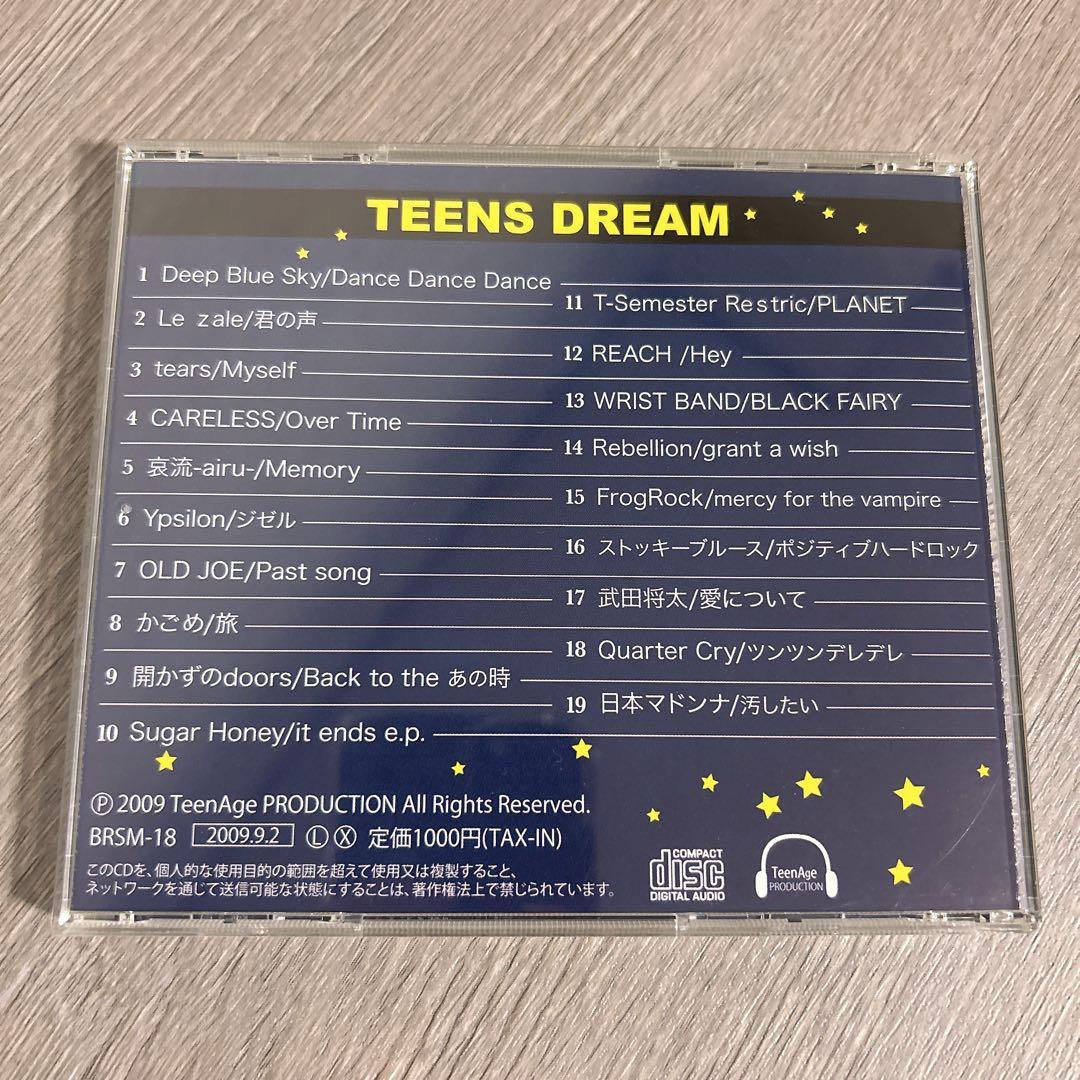 TEENS DREAM
1 Deep Blue Sky/Dance Dance Dance
2 Le zale/君の声
3 tears/Myself
4 CARELESS/Over Time
5 哀流-airu-/Memory
6 Ypsilon/ジゼル
7 OLD JOE/Past song
8 かごめ/旅
9 開かずのdoors/Back to the あの時
10 Sugar Honey/it ends e.p.
11 T-Semester Restric/PLANET
12 REACH /Hey
13 WRIST BAND/BLACK FAIRY
14 Rebellion/grant a wish
15 FrogRock/mercy for the vampire
16 ストッキーブルース/ポジティブハードロック
17 武田将太/愛について
18 Quarter Cry/ツンツンデレデレ
19 日本マドンナ/汚したい
Ⓟ 2009 TeenAge PRODUCTION All Rights Reserved.
BRSM-18 2009.9.2 Ⓛ Ⓧ 定価1000円(TAX-IN)
このCDを、個人的な使用目的の範囲を超えて使用又は複製すること、
ネットワークを通じて送信可能な状態にすることは、著作権法上で禁じられています。
COMPACT
disc
DIGITAL AUDIO
TeenAge
PRODUCTION